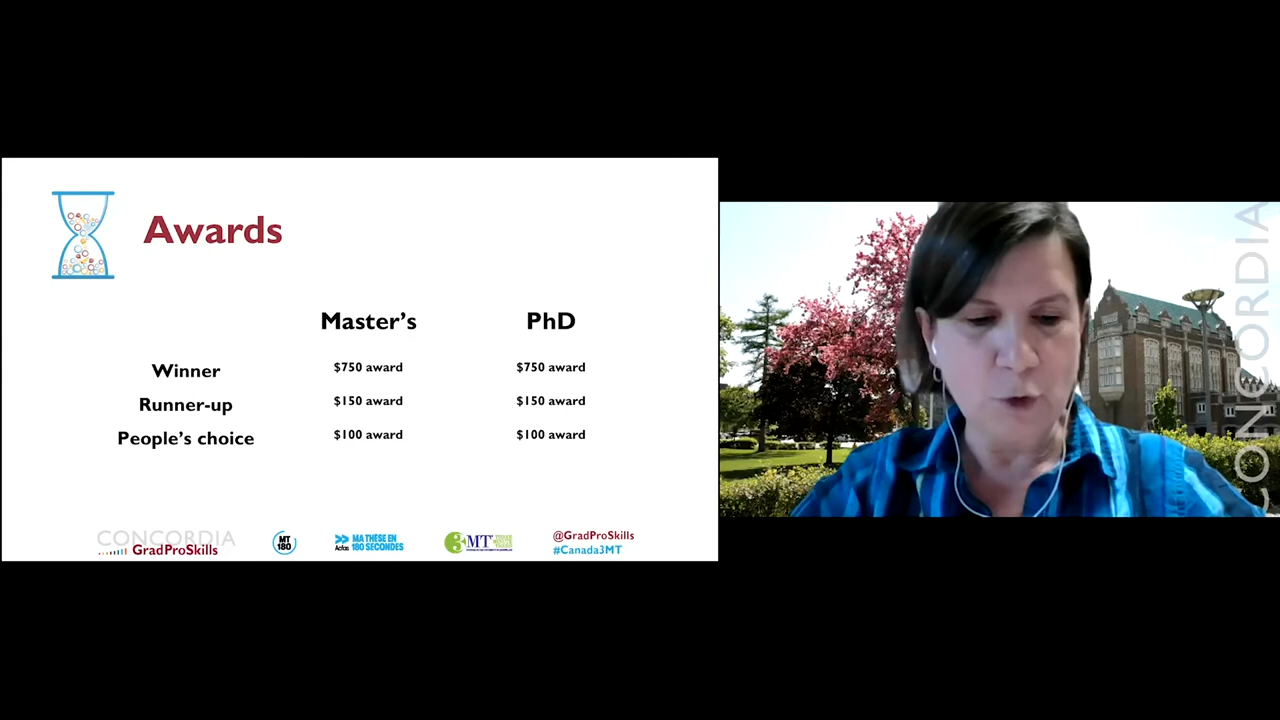 Awards
Master's PhD
Winner $750 award $750 award
Runner-up $150 award $150 award
People's choice $100 award $100 award
CONCORDIA
GradProSkills
MT
180
Acfas
MA THÈSE EN
180 SECONDES
3MT
@GradProSkills
#Canada3MT
CONCORDIA